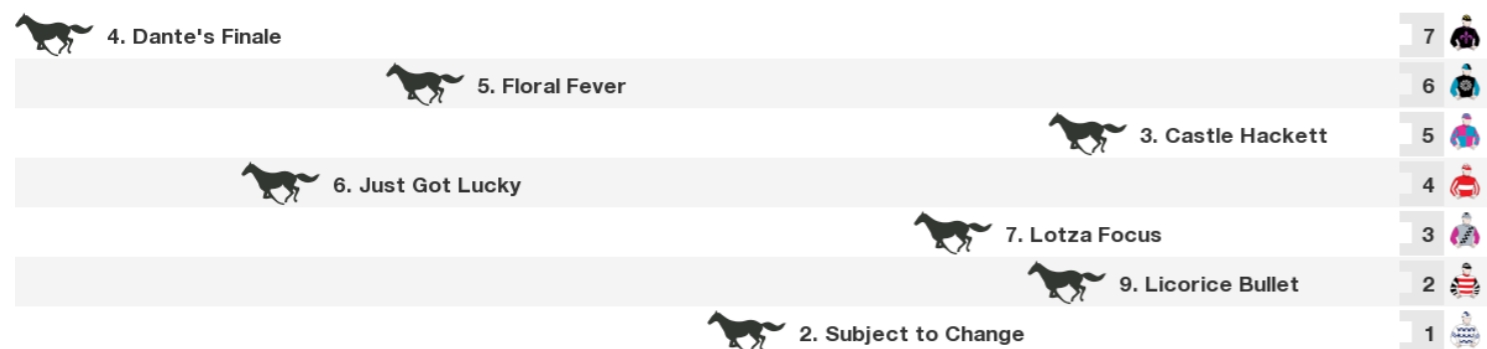 4. Dante's Finale 7
5. Floral Fever 6
3. Castle Hackett 5
6. Just Got Lucky 4
7. Lotza Focus 3
9. Licorice Bullet 2
2. Subject to Change 1